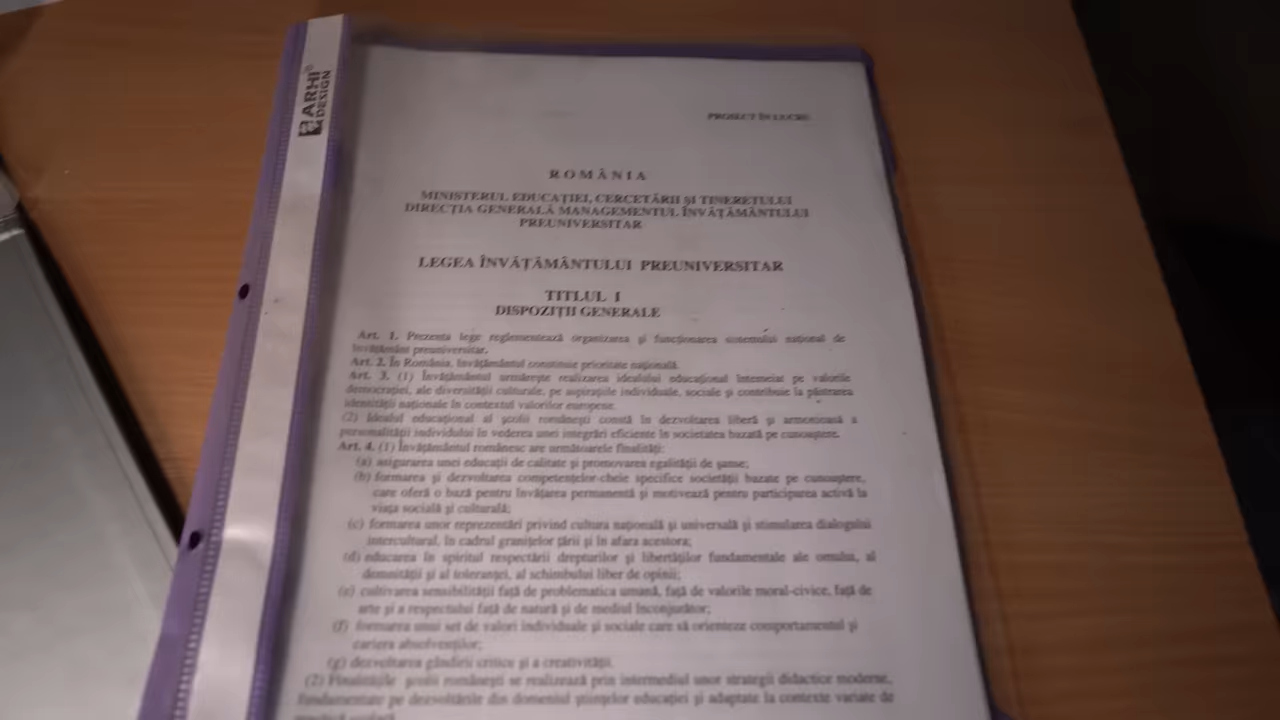 ARHI
DESIGN
PROIECT ÎN LUCRU
ROMÂNIA
MINISTERUL EDUCAŢIEI, CERCETĂRII ŞI TINERETULUI
DIRECŢIA GENERALĂ MANAGEMENTUL ÎNVĂŢĂMÂNTULUI
PREUNIVERSITAR
LEGEA ÎNVĂŢĂMÂNTULUI PREUNIVERSITAR
TITLUL I
DISPOZIŢII GENERALE
Art. 1. Prezenta lege reglementează organizarea şi funcţionarea sistemului naţional de
învăţământ preuniversitar.
Art. 2. În România, învăţământul constituie prioritate naţională.
Art. 3. (1) Învăţământul urmăreşte realizarea idealului educaţional întemeiat pe valorile
democraţiei, ale diversităţii culturale, pe aspiraţiile individuale, sociale şi contribuie la păstrarea
identităţii naţionale în contextul valorilor europene.
(2) Idealul educaţional al şcolii româneşti constă în dezvoltarea liberă şi armonioasă a
personalităţii individului în vederea unei integrări eficiente în societatea bazată pe cunoaştere.
Art. 4. (1) Învăţământul românesc are următoarele finalităţi:
(a) asigurarea unei educaţii de calitate şi promovarea egalităţii de şanse;
(b) formarea şi dezvoltarea competenţelor-cheie specifice societăţii bazate pe cunoaştere,
care oferă o bază pentru învăţarea permanentă şi motivează pentru participarea activă la
viaţa socială şi culturală;
(c) formarea unor reprezentări privind cultura naţională şi universală şi stimularea dialogului
intercultural, în cadrul graniţelor ţării şi în afara acestora;
(d) educarea în spiritul respectării drepturilor şi libertăţilor fundamentale ale omului, al
demnităţii şi al toleranţei, al schimbului liber de opinii;
(e) cultivarea sensibilităţii faţă de problematica umană, faţă de valorile moral-civice, faţă de
arte şi a respectului faţă de natură şi de mediul înconjurător;
(f) formarea unui set de valori individuale şi sociale care să orienteze comportamentul şi
cariera absolvenţilor;
(g) dezvoltarea gândirii critice şi a creativităţii.
(2) Finalităţile şcolii româneşti se realizează prin intermediul unor strategii didactice moderne,
fundamentate pe dezvoltările din domeniul ştiinţelor educaţiei şi adaptate la contexte variate de